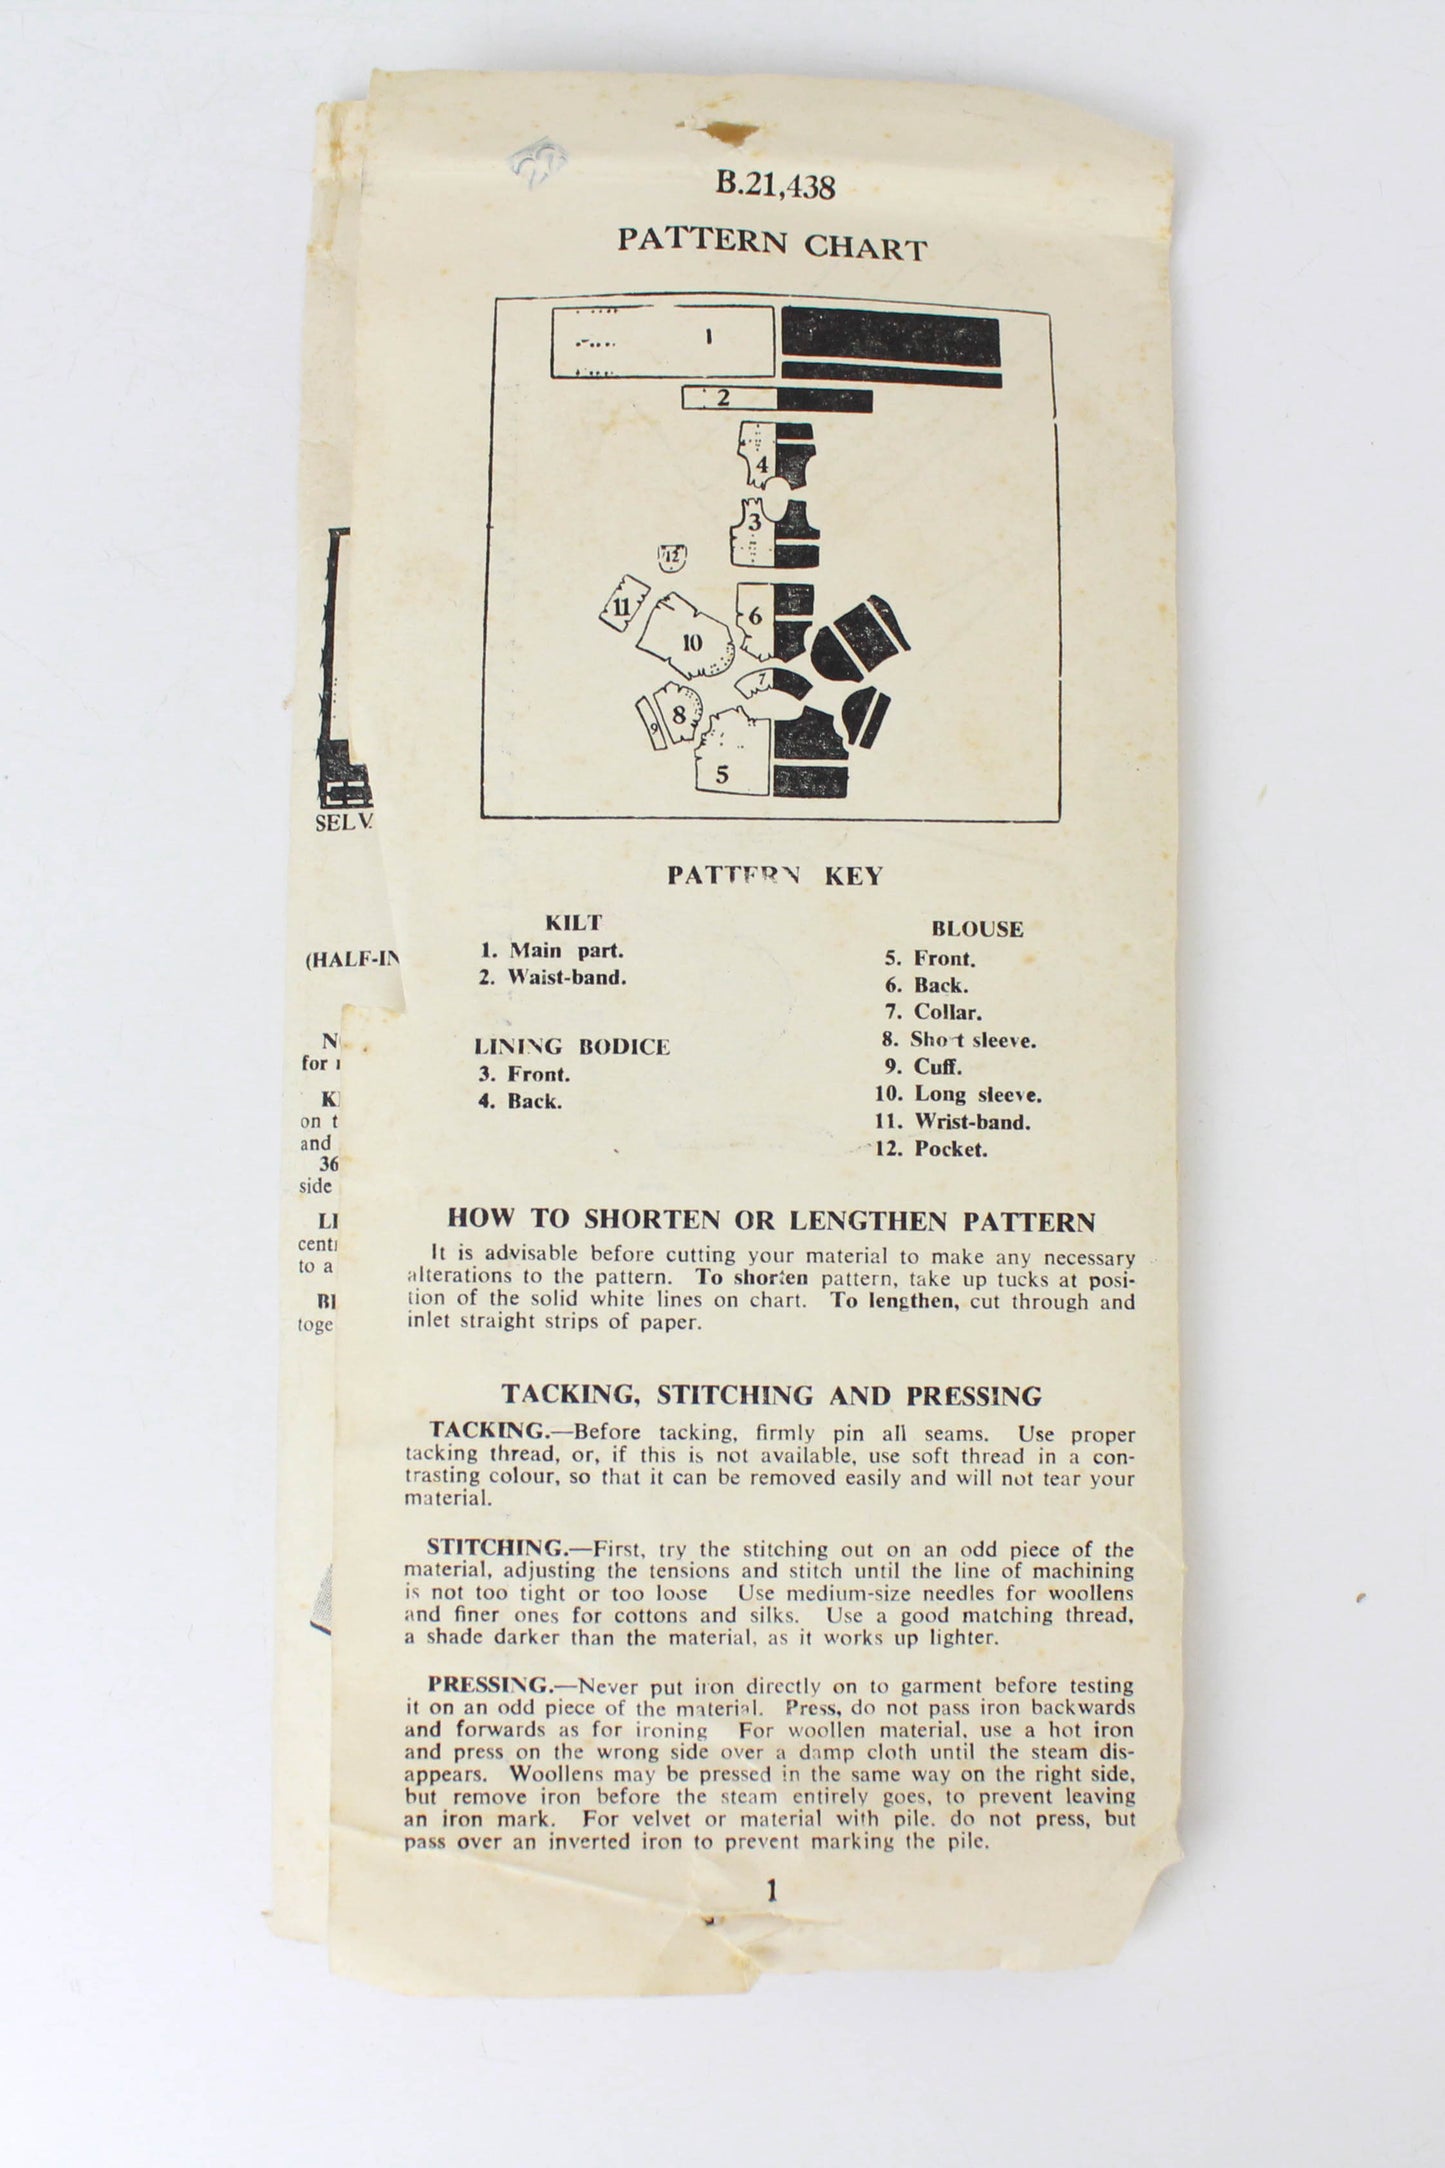 B.21,438
PATTERN CHART
1
2
4
3
12
11
10
6
7
9
8
5
SELV
PATTERN KEY
KILT
1. Main part.
2. Waist-band.
LINING BODICE
3. Front.
4. Back.
BLOUSE
5. Front.
6. Back.
7. Collar.
8. Short sleeve.
9. Cuff.
10. Long sleeve.
11. Wrist-band.
12. Pocket.
(HALF-IN
for
on t
and
36
side
to a
toge
HOW TO SHORTEN OR LENGTHEN PATTERN
It is advisable before cutting your material to make any necessary
alterations to the pattern. To shorten pattern, take up tucks at posi-
tion of the solid white lines on chart. To lengthen, cut through and
inlet straight strips of paper.
TACKING, STITCHING AND PRESSING
TACKING.—Before tacking, firmly pin all seams. Use proper
tacking thread, or, if this is not available, use soft thread in a con-
trasting colour, so that it can be removed easily and will not tear your
material.
STITCHING.—First, try the stitching out on an odd piece of the
material, adjusting the tensions and stitch until the line of machining
is not too tight or too loose Use medium-size needles for woollens
and finer ones for cottons and silks. Use a good matching thread,
a shade darker than the material, as it works up lighter.
PRESSING.—Never put iron directly on to garment before testing
it on an odd piece of the material. Press, do not pass iron backwards
and forwards as for ironing For woollen material, use a hot iron
and press on the wrong side over a damp cloth until the steam dis-
appears. Woollens may be pressed in the same way on the right side,
but remove iron before the steam entirely goes, to prevent leaving
an iron mark. For velvet or material with pile, do not press, but
pass over an inverted iron to prevent marking the pile.
1